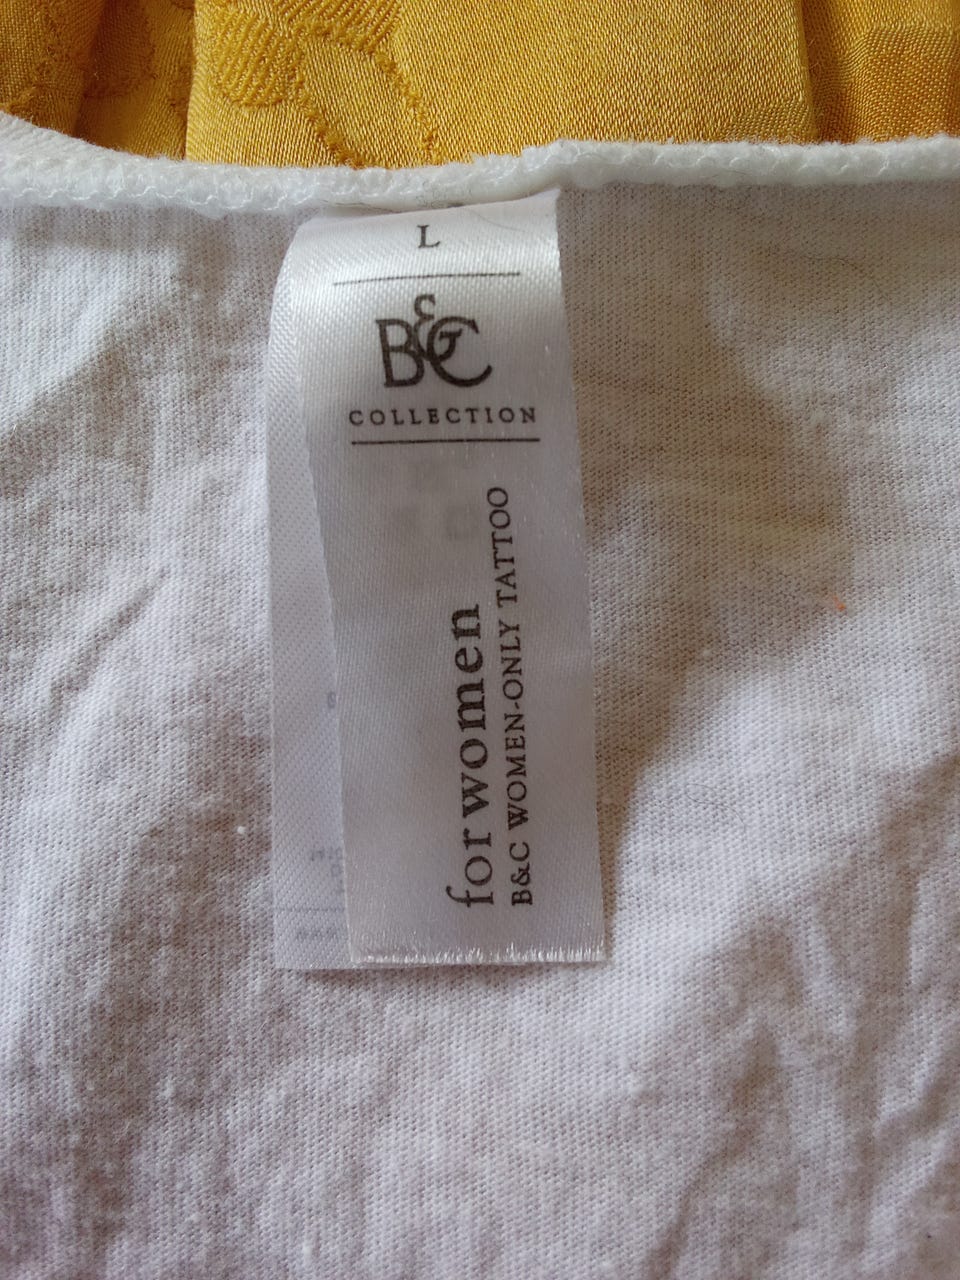 L
B&C
COLLECTION
for women
B&C WOMEN-ONLY TATTOO